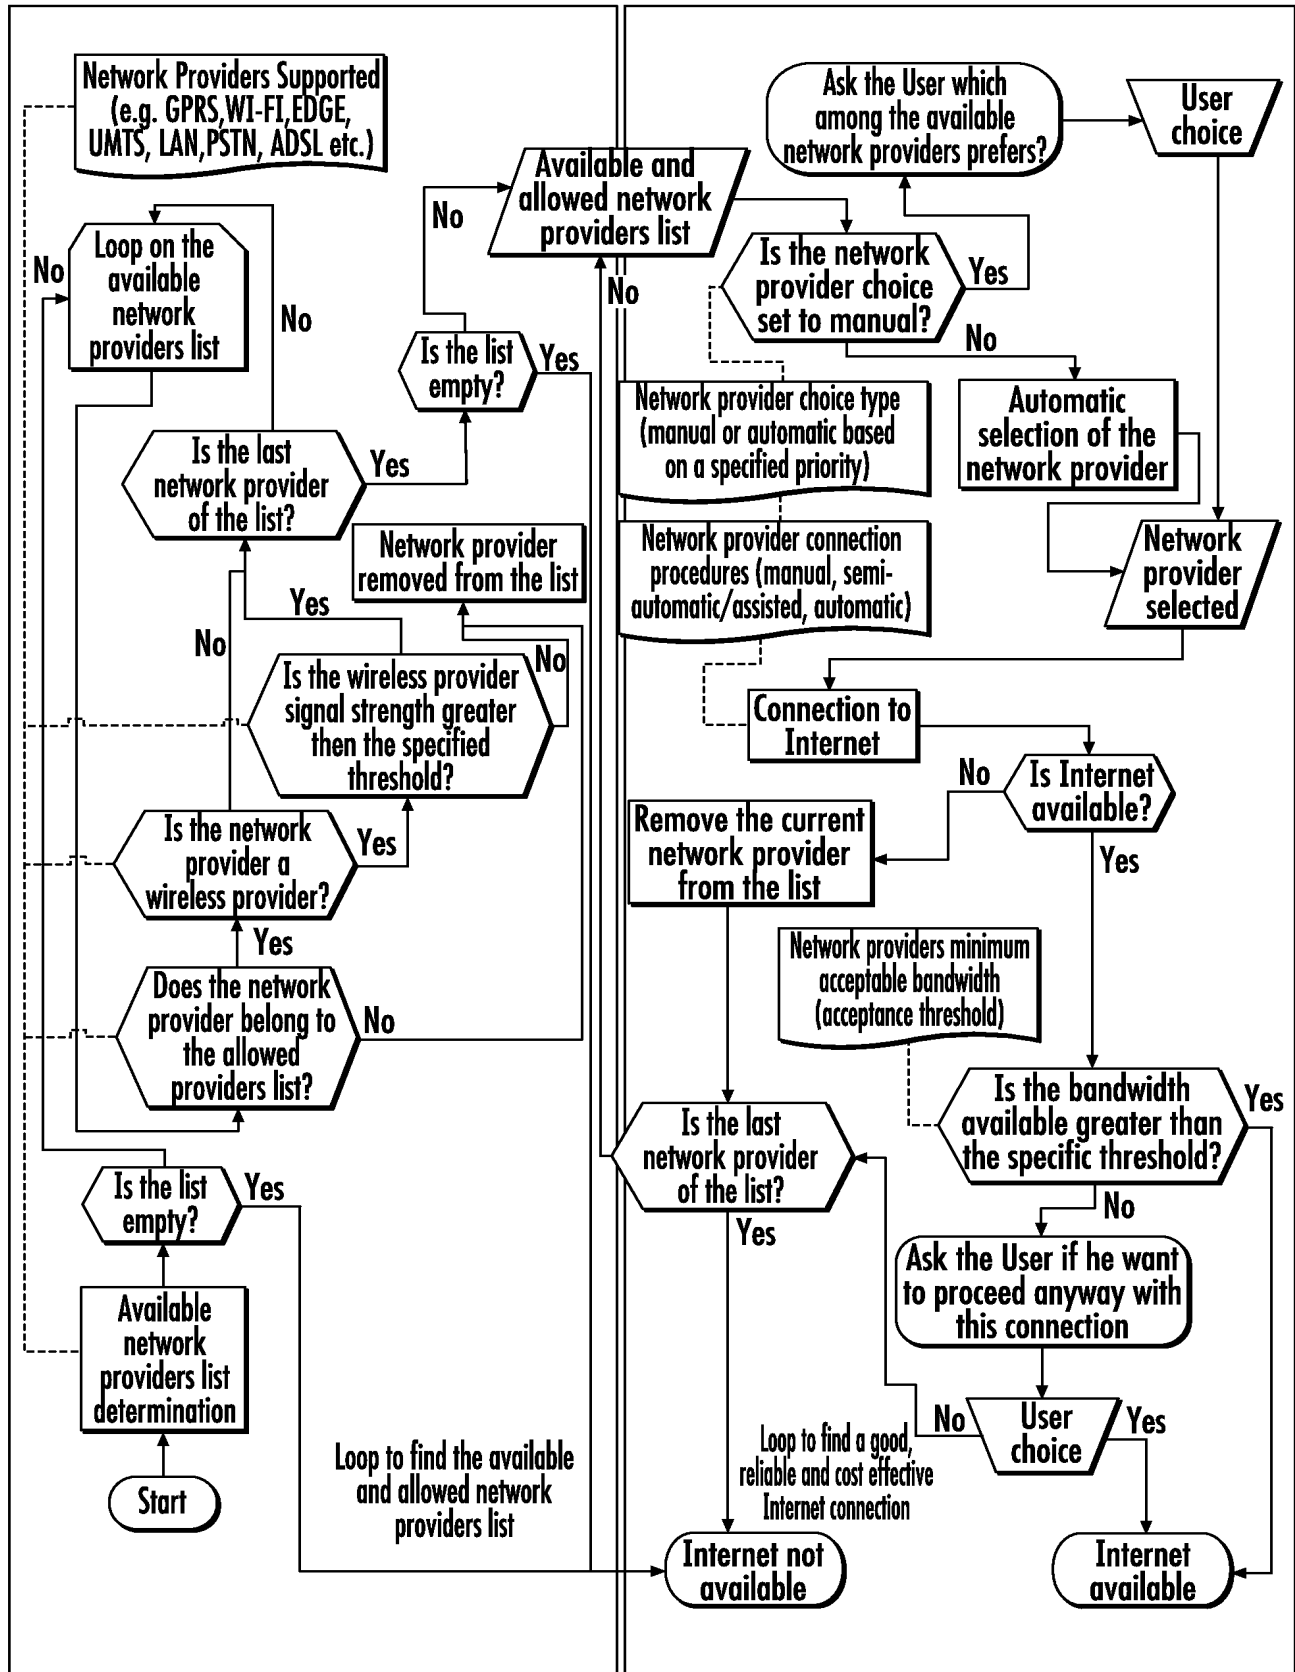 Network Providers Supported
(e.g. GPRS,WI-FI,EDGE,
UMTS, LAN,PSTN, ADSL etc.)
No
Loop on the
available
network
providers list
No
Is the last
network provider
of the list?
Yes
No
Is the list
empty?
Yes
Network provider
removed from the list
Yes
No
Is the wireless provider
signal strength greater
then the specified
threshold?
No
Is the network
provider a
wireless provider?
Yes
Yes
Does the network
provider belong to
the allowed
providers list?
No
Is the list
empty?
Yes
Available
network
providers list
determination
Start
Loop to find the available
and allowed network
providers list
Available and
allowed network
providers list
No
Ask the User which
among the available
network providers prefers?
User
choice
Is the network
provider choice
set to manual?
Yes
No
Network provider choice type
(manual or automatic based
on a specified priority)
Automatic
selection of the
network provider
Network provider connection
procedures (manual, semi-
automatic/assisted, automatic)
Network
provider
selected
Connection to
Internet
No
Is Internet
available?
Yes
Remove the current
network provider
from the list
Network providers minimum
acceptable bandwidth
(acceptance threshold)
Is the bandwidth
available greater than
the specific threshold?
Yes
No
Is the last
network provider
of the list?
Yes
Ask the User if he want
to proceed anyway with
this connection
No
User
choice
Yes
Loop to find a good,
reliable and cost effective
Internet connection
Internet not
available
Internet
available